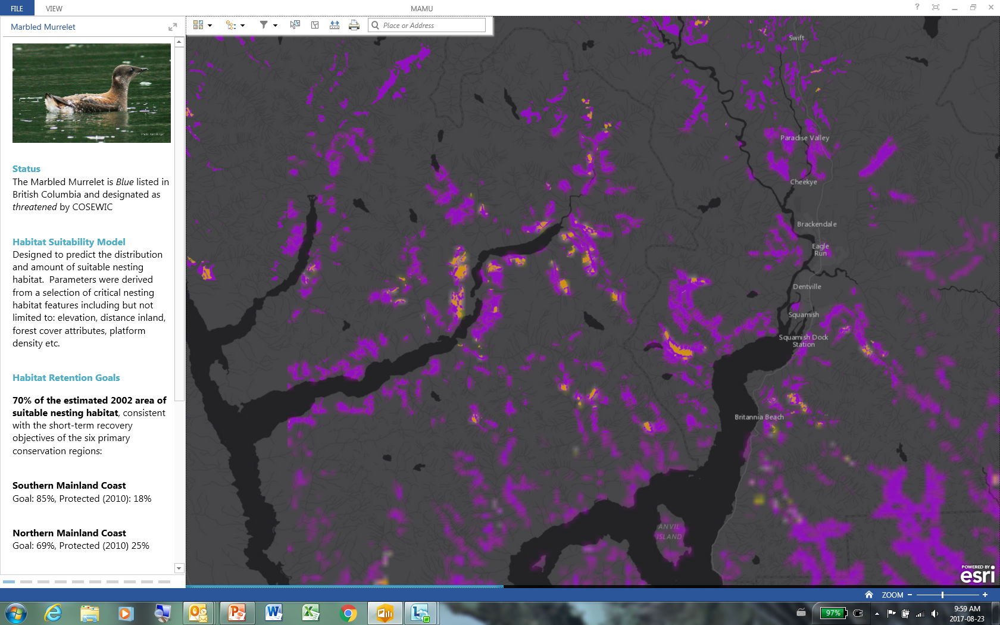 FILE
VIEW
MAMU
?
Marbled Murrelet
Place or Address
Photo: Alan Burger
Status
The Marbled Murrelet is Blue listed in
British Columbia and designated as
threatened by COSEWIC
Habitat Suitability Model
Designed to predict the distribution
and amount of suitable nesting
habitat. Parameters were derived
from a selection of critical nesting
habitat features including but not
limited to: elevation, distance inland,
forest cover attributes, platform
density etc.
Habitat Retention Goals
70% of the estimated 2002 area of
suitable nesting habitat, consistent
with the short-term recovery
objectives of the six primary
conservation regions:
Southern Mainland Coast
Goal: 85%, Protected (2010): 18%
Northern Mainland Coast
Goal: 69%, Protected (2010) 25%
Swift
Paradise Valley
Cheekye
Brackendale
Eagle
Run
Dentville
Squamish
Squamish Dock
Station
Britannia Beach
ANVIL
ISLAND
POWERED BY
esri
ZOOM
97%
9:59 AM
2017-08-23